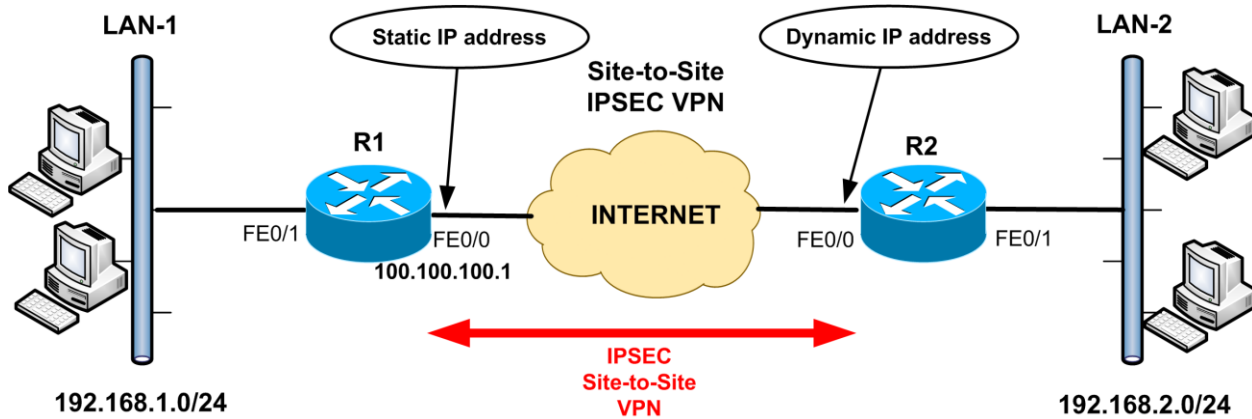 LAN-1
Static IP address
Dynamic IP address
LAN-2
Site-to-Site
IPSEC VPN
R1
R2
INTERNET
FE0/1
FE0/0
100.100.100.1
FE0/0
FE0/1
IPSEC
Site-to-Site
VPN
192.168.1.0/24
192.168.2.0/24